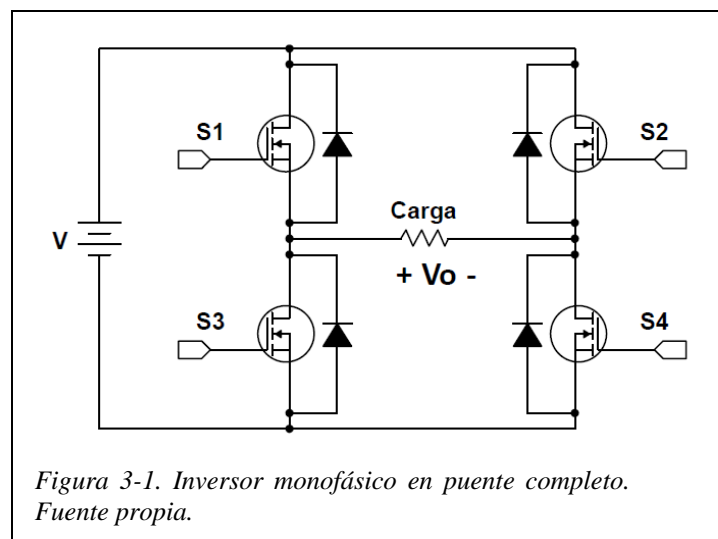 S1
S2
Carga
V
+ Vo -
S3
S4
Figura 3-1. Inversor monofásico en puente completo.
Fuente propia.